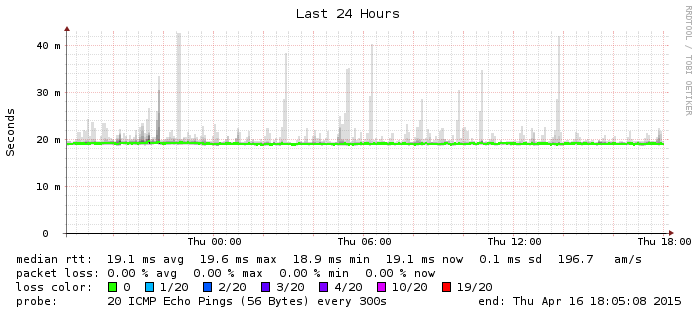 Last 24 Hours
RRDTOOL / TOBI OETIKER
Seconds
40 m
30 m
20 m
10 m
0
Thu 00:00 Thu 06:00 Thu 12:00 Thu 18:00
median rtt: 19.1 ms avg 19.6 ms max 18.9 ms min 19.1 ms now 0.1 ms sd 196.7 am/s
packet loss: 0.00 % avg 0.00 % max 0.00 % min 0.00 % now
loss color: 0 1/20 2/20 3/20 4/20 10/20 19/20
probe: 20 ICMP Echo Pings (56 Bytes) every 300s end: Thu Apr 16 18:05:08 2015